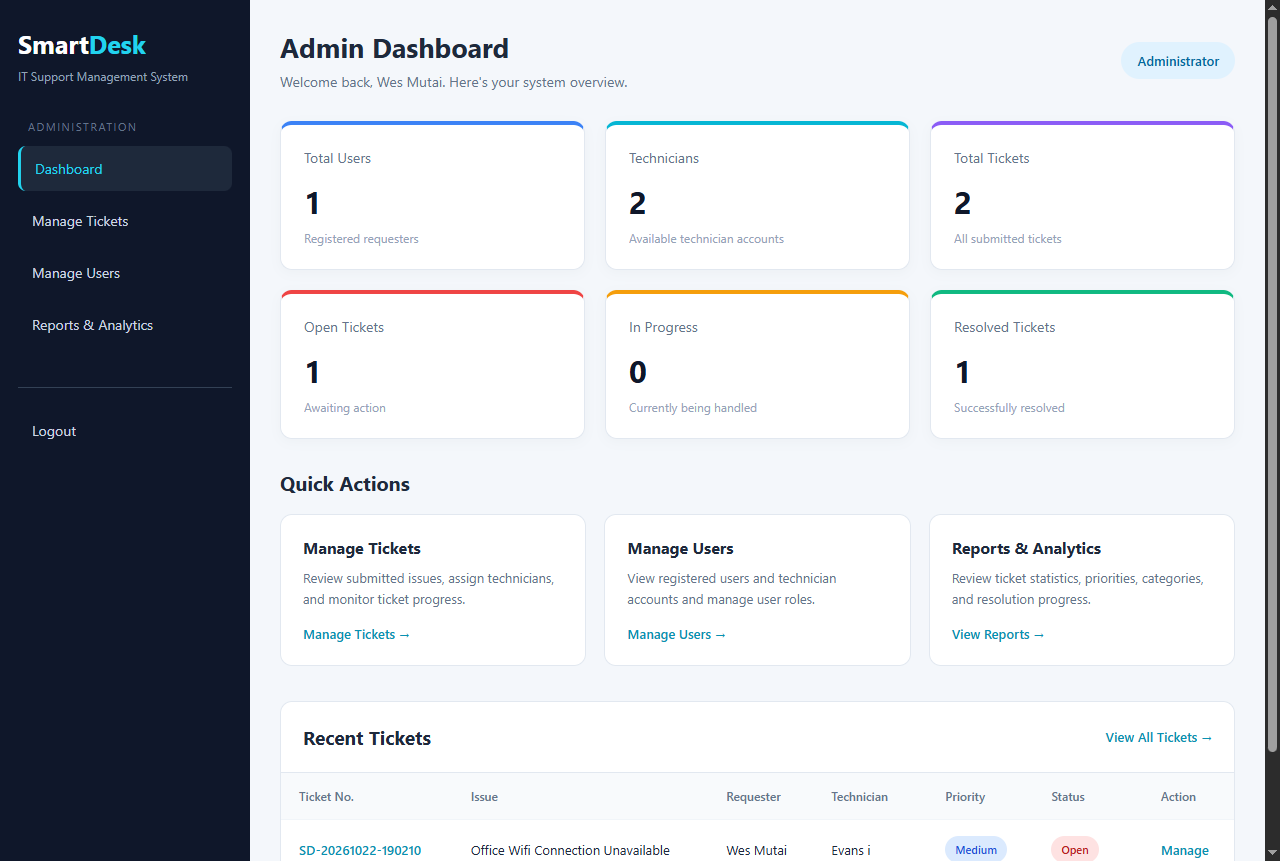 SmartDesk
IT Support Management System
ADMINISTRATION
Dashboard
Manage Tickets
Manage Users
Reports & Analytics
Logout
Admin Dashboard
Welcome back, Wes Mutai. Here's your system overview.
Administrator
Total Users
1
Registered requesters
Technicians
2
Available technician accounts
Total Tickets
2
All submitted tickets
Open Tickets
1
Awaiting action
In Progress
0
Currently being handled
Resolved Tickets
1
Successfully resolved
Quick Actions
Manage Tickets
Review submitted issues, assign technicians,
and monitor ticket progress.
Manage Tickets →
Manage Users
View registered users and technician
accounts and manage user roles.
Manage Users →
Reports & Analytics
Review ticket statistics, priorities, categories,
and resolution progress.
View Reports →
Recent Tickets
View All Tickets →
Ticket No. Issue Requester Technician Priority Status Action
SD-20261022-190210 Office Wifi Connection Unavailable Wes Mutai Evans i Medium Open Manage